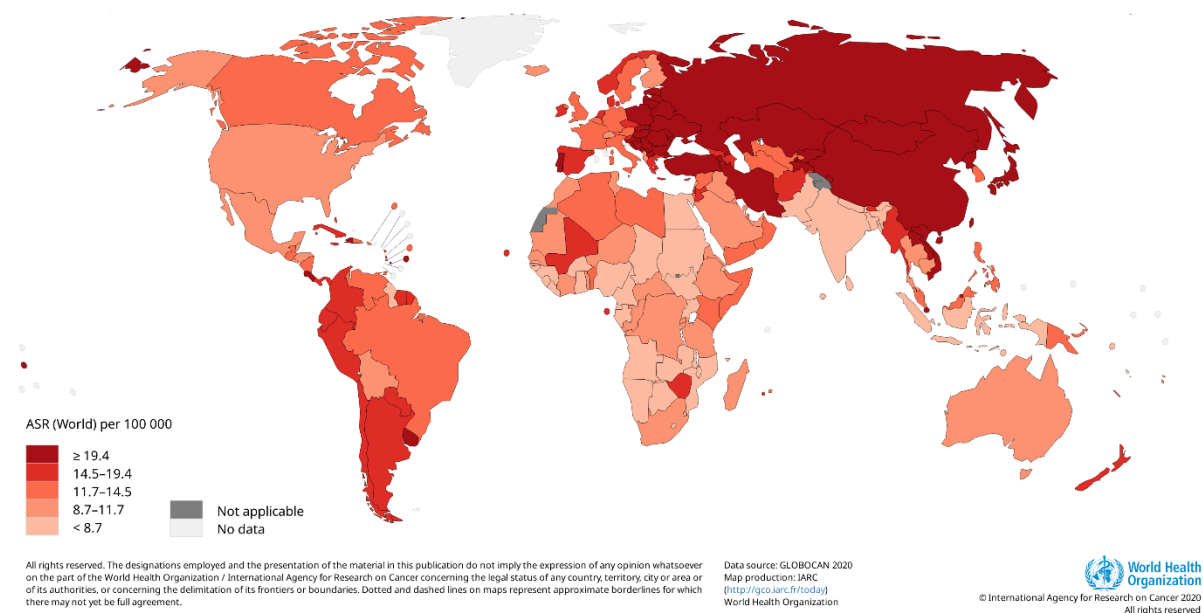 ASR (World) per 100 000
≥ 19.4
14.5–19.4
11.7–14.5
8.7–11.7
< 8.7
Not applicable
No data
All rights reserved. The designations employed and the presentation of the material in this publication do not imply the expression of any opinion whatsoever
on the part of the World Health Organization / International Agency for Research on Cancer concerning the legal status of any country, territory, city or area or
of its authorities, or concerning the delimitation of its frontiers or boundaries. Dotted and dashed lines on maps represent approximate borderlines for which
there may not yet be full agreement.
Data source: GLOBOCAN 2020
Map production: IARC
(http://gco.iarc.fr/today)
World Health Organization
World Health
Organization
© International Agency for Research on Cancer 2020
All rights reserved